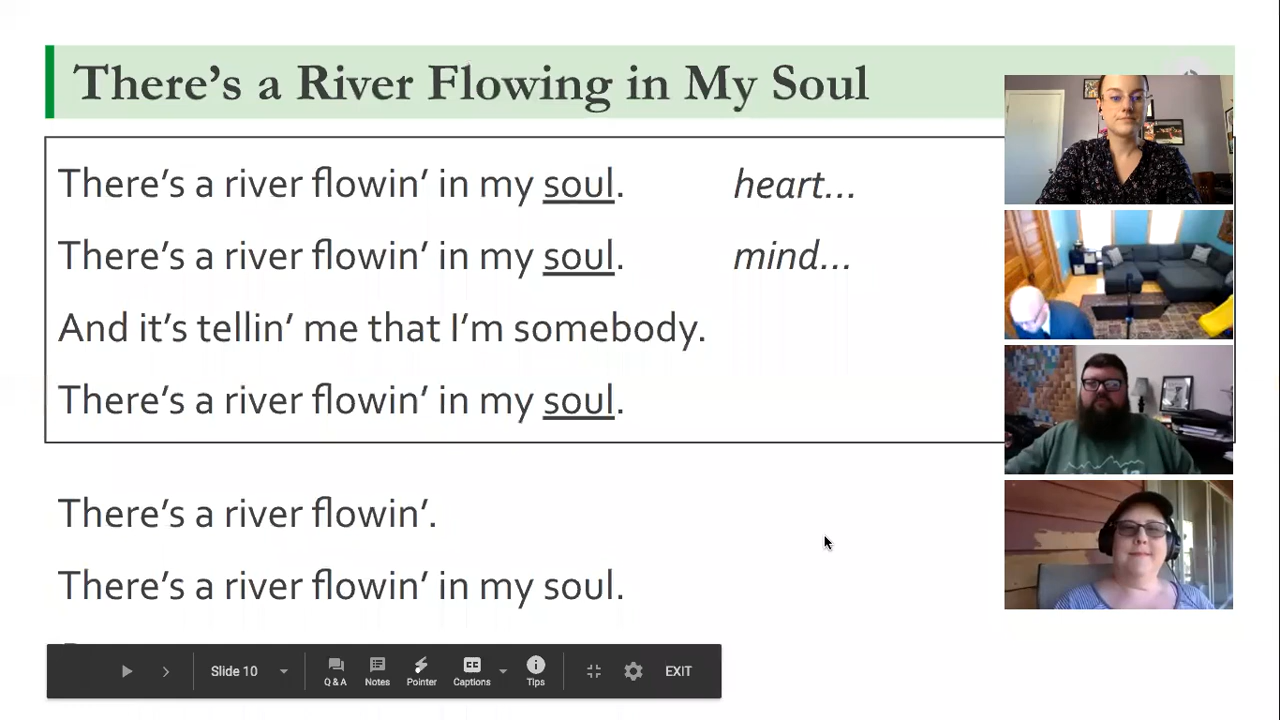 There's a River Flowing in My Soul
There's a river flowin' in my soul. heart...
There's a river flowin' in my soul. mind...
And it's tellin' me that I'm somebody.
There's a river flowin' in my soul.
There's a river flowin'.
There's a river flowin' in my soul.
Slide 10 Q & A Notes Pointer CC Captions Tips EXIT